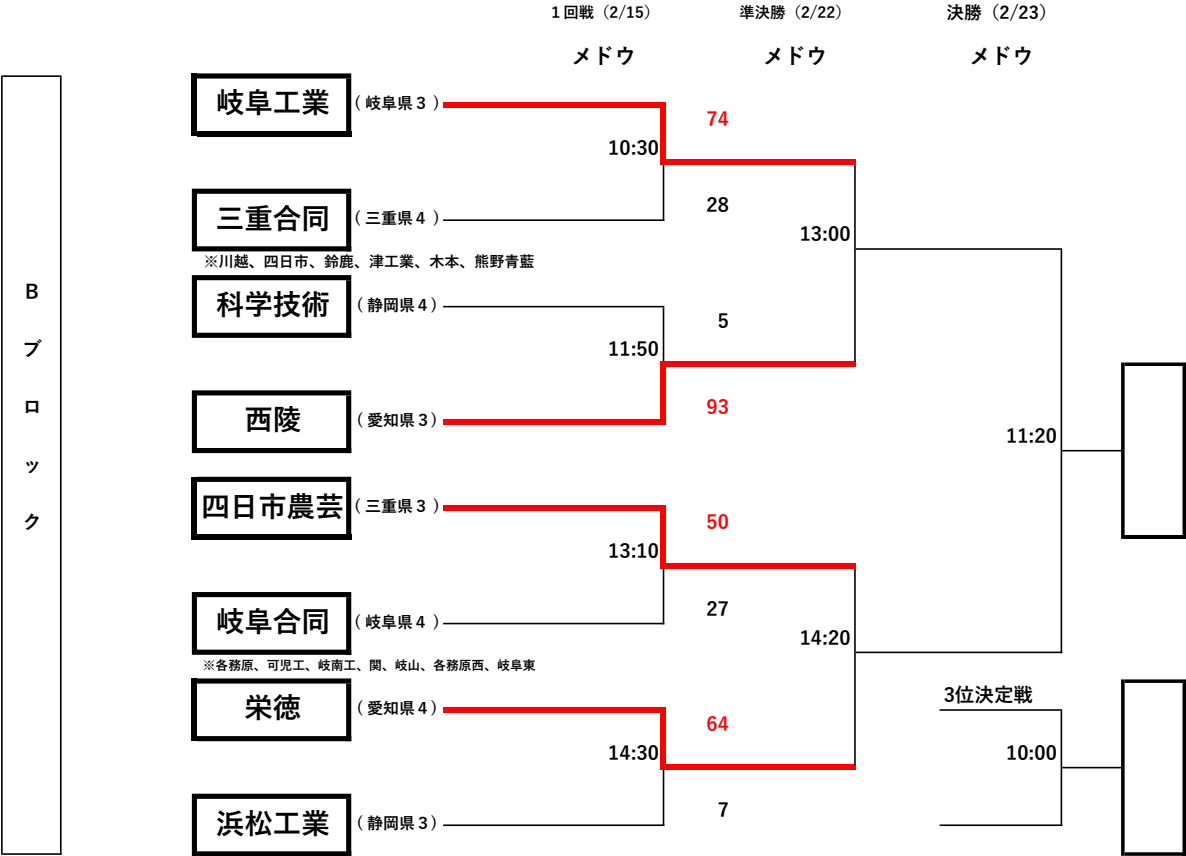 １回戦（2/15） 準決勝（2/22） 決勝（2/23）
メドウ メドウ メドウ
Bブロック
岐阜工業 （ 岐阜県３ ）
74
10:30
28
三重合同 （ 三重県４ ）
13:00
※川越、四日市、鈴鹿、津工業、木本、熊野青藍
科学技術 （ 静岡県４ ）
5
11:50
93
西陵 （ 愛知県３ ）
11:20
四日市農芸 （ 三重県３ ）
50
13:10
27
岐阜合同 （ 岐阜県４ ）
14:20
※各務原、可児工、岐南工、関、岐山、各務原西、岐阜東
栄徳 （ 愛知県４ ）
3位決定戦
64
14:30
10:00
7
浜松工業 （ 静岡県３ ）